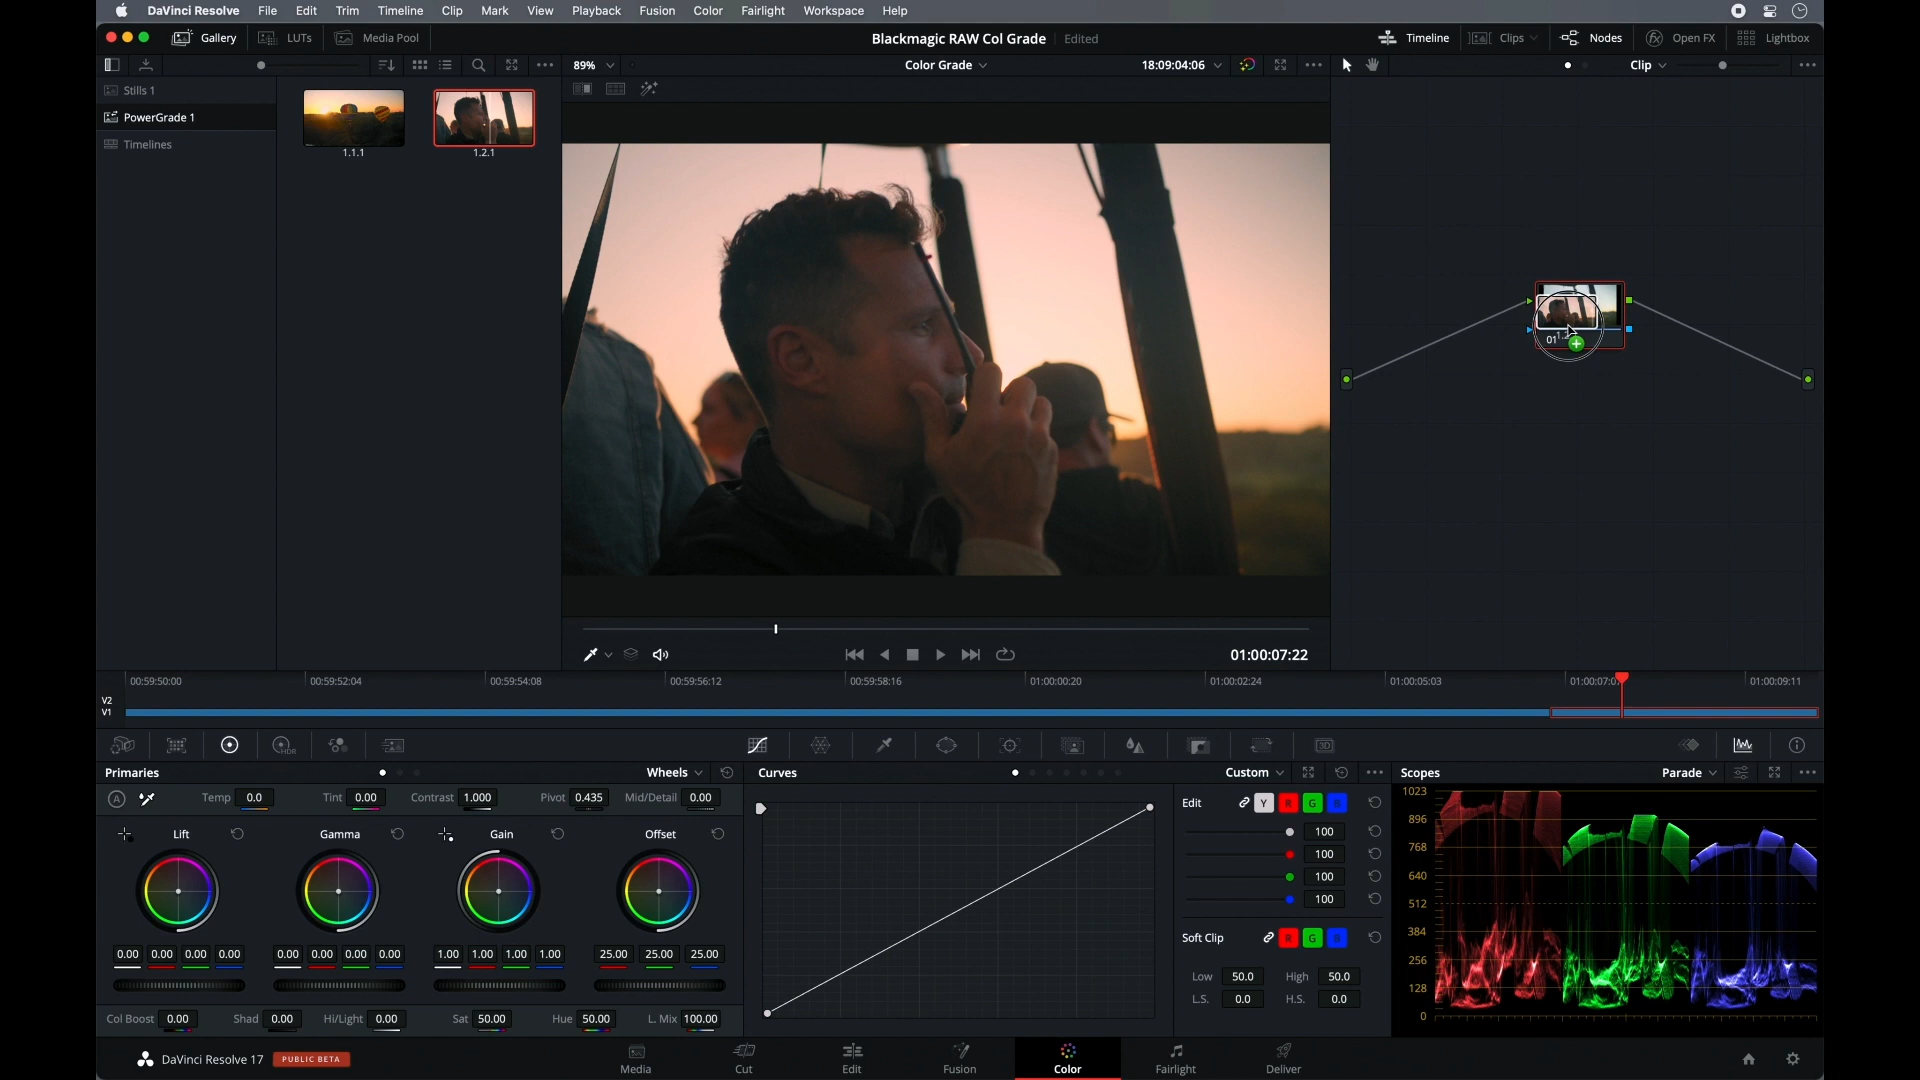 DaVinci Resolve File Edit Trim Timeline Clip Mark View Playback Fusion Color Fairlight Workspace Help
Gallery LUTs Media Pool Blackmagic RAW Col Grade Edited Timeline Clips Nodes Open FX Lightbox
89% Color Grade 18:09:04:06 Clip
Stills 1
PowerGrade 1
Timelines
1.1.1 1.2.1
01
01:00:07:22
00:59:50:00 00:59:52:04 00:59:54:08 00:59:56:12 00:59:58:16 01:00:00:20 01:00:02:24 01:00:05:03 01:00:07:0 01:00:09:11
V2
V1
HDR 3D
Primaries Wheels Curves Custom Scopes Parade
A Temp 0.0 Tint 0.00 Contrast 1.000 Pivot 0.435 Mid/Detail 0.00
Lift Gamma Gain Offset
0.00 0.00 0.00 0.00 0.00 0.00 0.00 0.00 1.00 1.00 1.00 1.00 25.00 25.00 25.00
Col Boost 0.00 Shad 0.00 Hi/Light 0.00 Sat 50.00 Hue 50.00 L. Mix 100.00
Edit Y R G B
100
100
100
100
Soft Clip R G B
Low 50.0 High 50.0
L.S. 0.0 H.S. 0.0
1023
896
768
640
512
384
256
128
0
DaVinci Resolve 17 PUBLIC BETA Media Cut Edit Fusion Color Fairlight Deliver